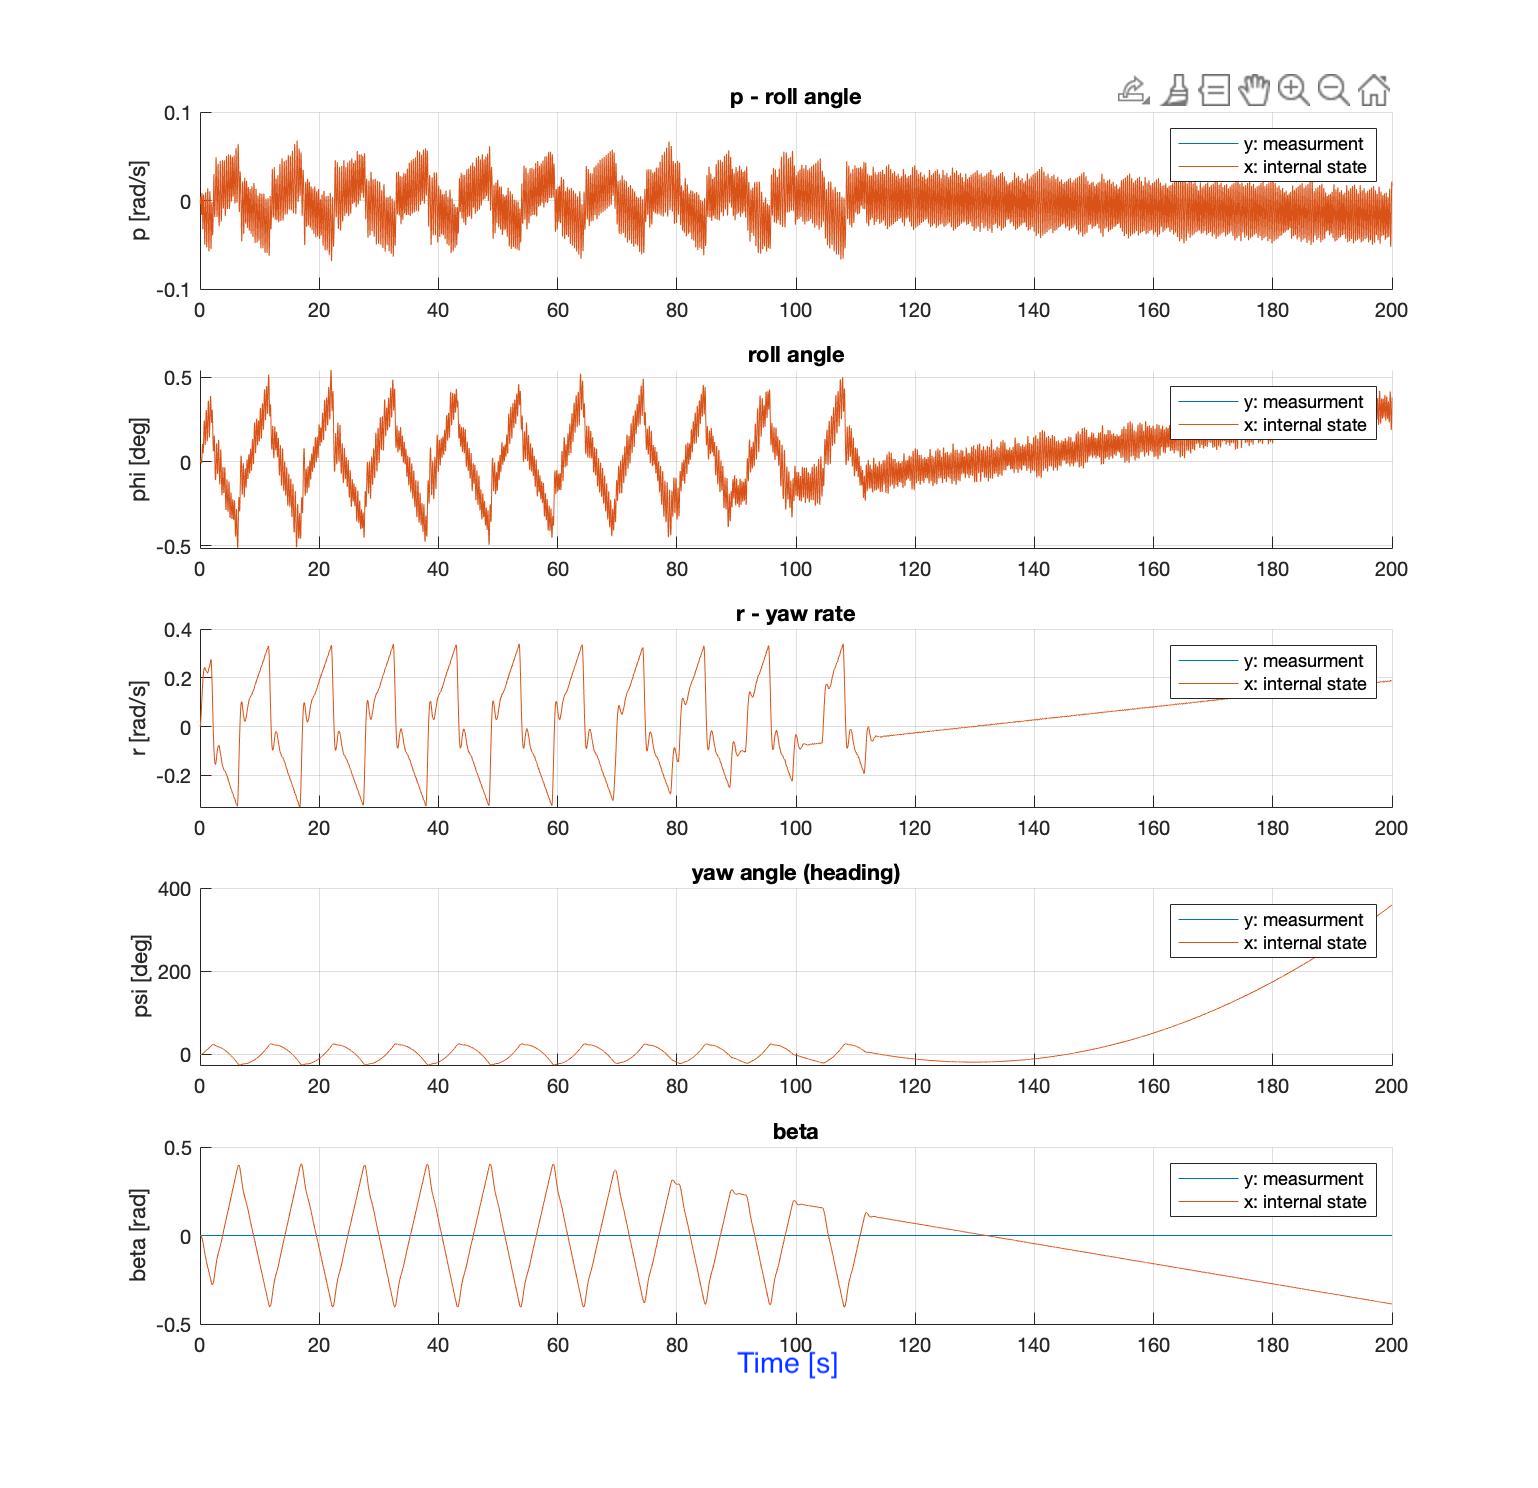 p - roll angle
p [rad/s]
0.1
0
-0.1
y: measurment
x: internal state
0 20 40 60 80 100 120 140 160 180 200
roll angle
phi [deg]
0.5
0
-0.5
y: measurment
x: internal state
0 20 40 60 80 100 120 140 160 180 200
r - yaw rate
r [rad/s]
0.4
0.2
0
-0.2
y: measurment
x: internal state
0 20 40 60 80 100 120 140 160 180 200
yaw angle (heading)
psi [deg]
400
200
0
y: measurment
x: internal state
0 20 40 60 80 100 120 140 160 180 200
beta
beta [rad]
0.5
0
-0.5
y: measurment
x: internal state
0 20 40 60 80 100 120 140 160 180 200
Time [s]